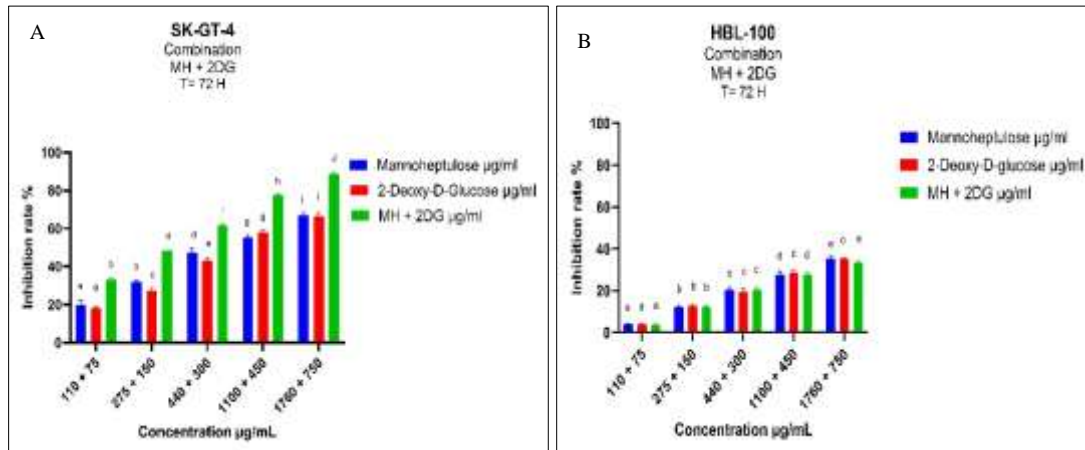 A
SK-GT-4
Combination
MH + 2DG
T= 72 H
Inhibition rate %
100
80
60
40
20
0
110 + 75
275 + 150
440 + 300
1100 + 450
1760 + 750
Concentration µg/mL
Mannoheptulose µg/ml
2-Deoxy-D-Glucose µg/ml
MH + 2DG µg/ml
B
HBL-100
Combination
MH + 2DG
T= 72 H
Inhibition rate %
100
80
60
40
20
0
110 + 75
275 + 150
440 + 300
1100 + 450
1760 + 750
Concentration µg/mL
Mannoheptulose µg/ml
2-Deoxy-D-glucose µg/ml
MH + 2DG µg/ml